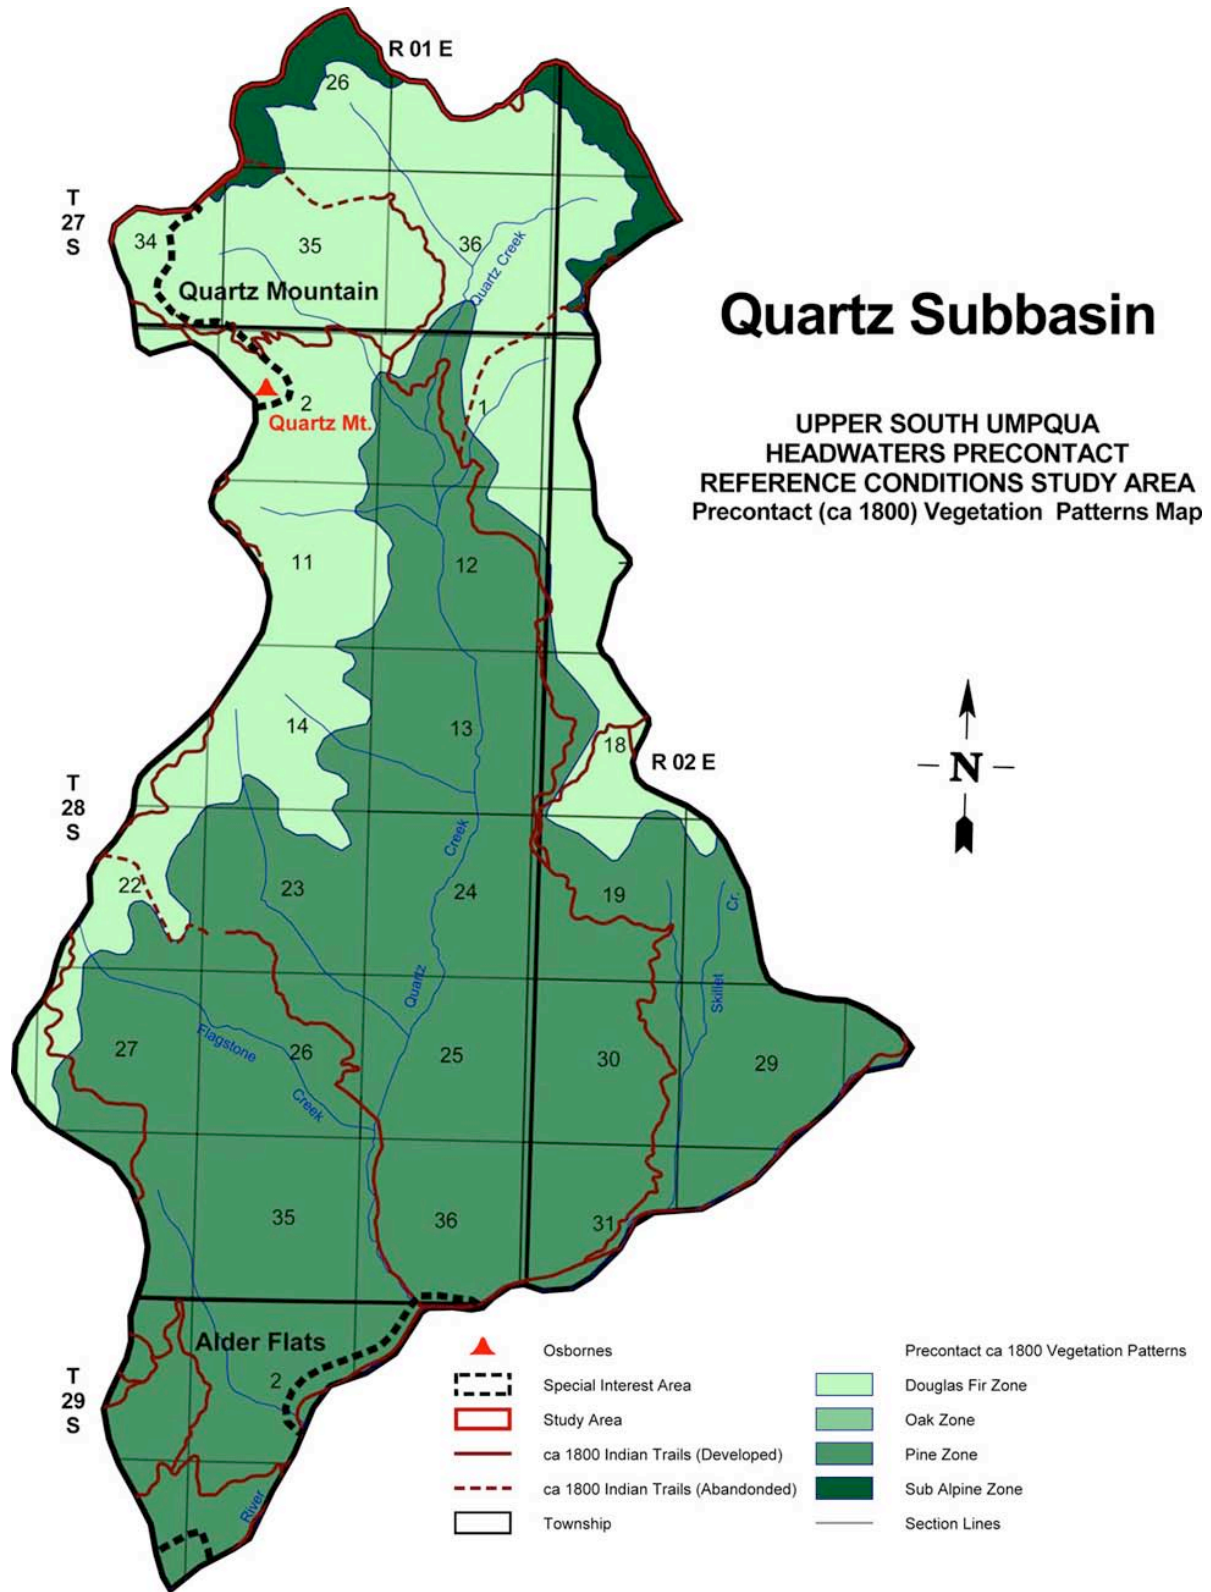 R 01 E
26
T
27
S
34
35
36
Quartz Creek
Quartz Mountain
Quartz Subbasin
2
1
Quartz Mt.
UPPER SOUTH UMPQUA
HEADWATERS PRECONTACT
REFERENCE CONDITIONS STUDY AREA
Precontact (ca 1800) Vegetation Patterns Map
11
12
14
13
18
R 02 E
N
T
28
S
Creek
22
23
24
19
Cr.
Quartz
Skillet
Flagstone
27
26
25
30
29
Creek
35
36
31
Alder Flats
2
T
29
S
River
Osbornes
Special Interest Area
Study Area
ca 1800 Indian Trails (Developed)
ca 1800 Indian Trails (Abandonded)
Township
Precontact ca 1800 Vegetation Patterns
Douglas Fir Zone
Oak Zone
Pine Zone
Sub Alpine Zone
Section Lines